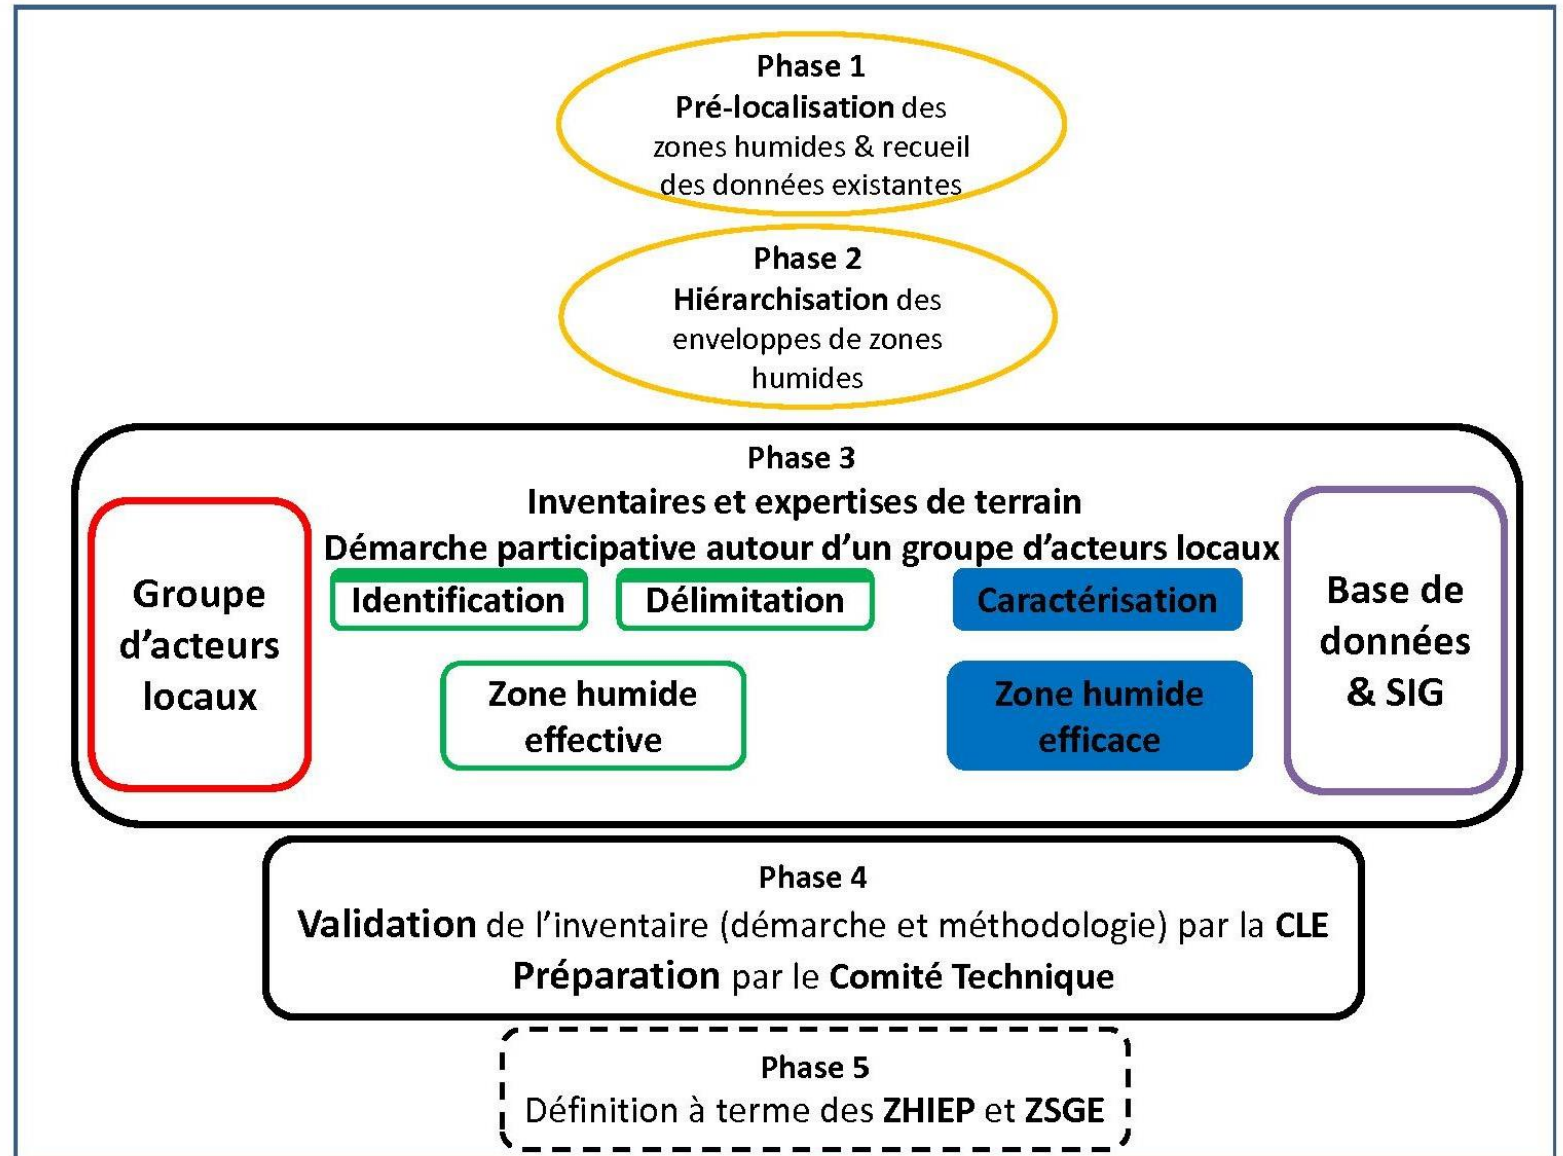 Phase 1
Pré-localisation des
zones humides & recueil
des données existantes
Phase 2
Hiérarchisation des
enveloppes de zones
humides
Phase 3
Inventaires et expertises de terrain
Démarche participative autour d’un groupe d’acteurs locaux
Groupe
d’acteurs
locaux
Identification
Délimitation
Caractérisation
Zone humide
effective
Zone humide
efficace
Base de
données
& SIG
Phase 4
Validation de l’inventaire (démarche et méthodologie) par la CLE
Préparation par le Comité Technique
Phase 5
Définition à terme des ZHIEP et ZSGE